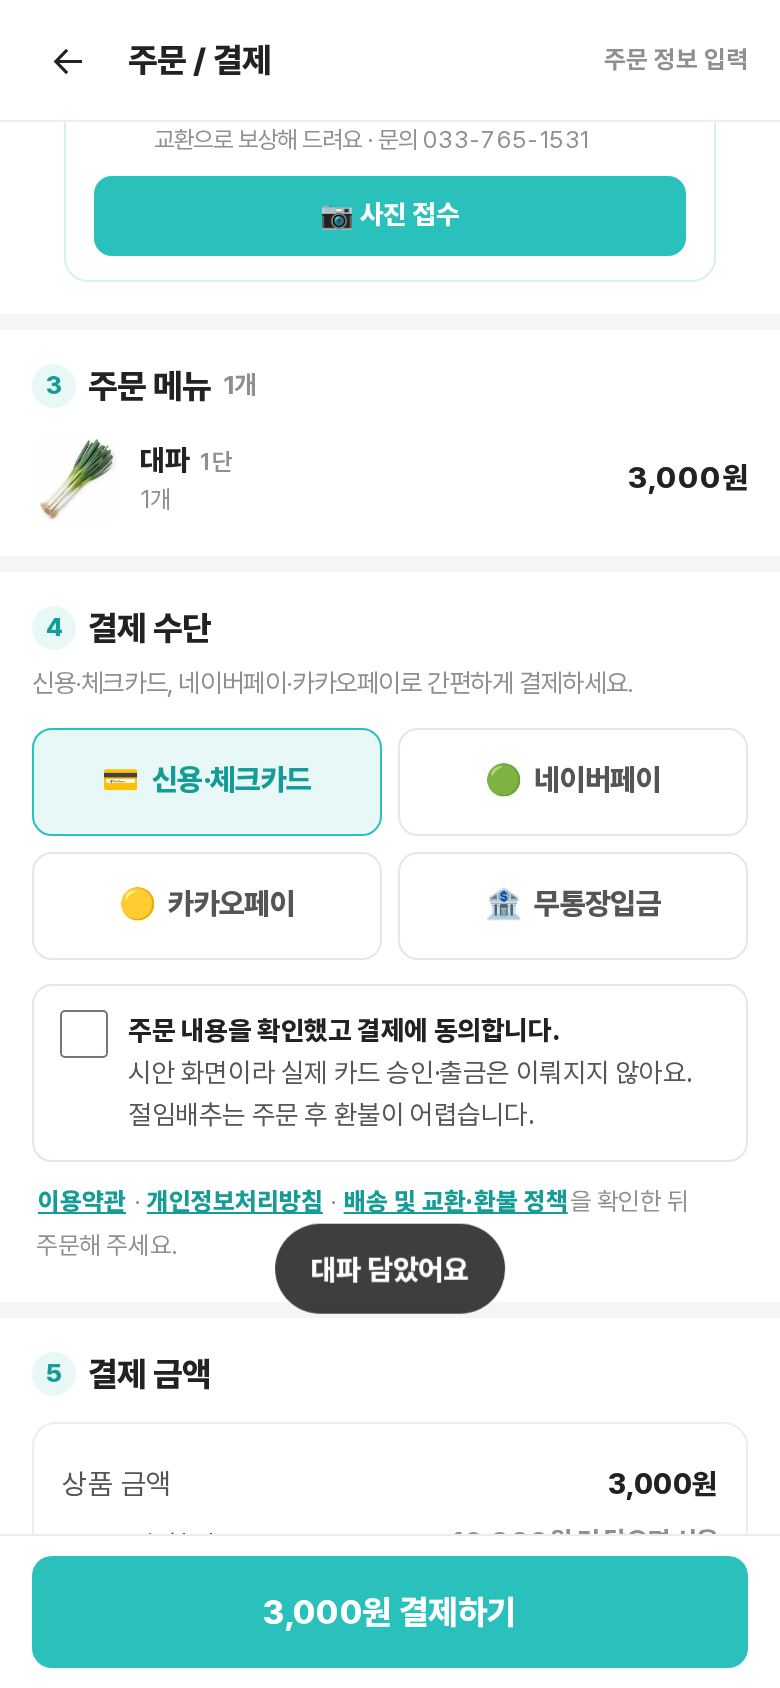 주문 / 결제
주문 정보 입력
교환으로 보상해 드려요 · 문의 033-765-1531
📷 사진 접수
3 주문 메뉴 1개
대파 1단
1개
3,000원
4 결제 수단
신용·체크카드, 네이버페이·카카오페이로 간편하게 결제하세요.
💳 신용·체크카드
🟢 네이버페이
🟡 카카오페이
🏦 무통장입금
주문 내용을 확인했고 결제에 동의합니다.
시안 화면이라 실제 카드 승인·출금은 이뤄지지 않아요.
절임배추는 주문 후 환불이 어렵습니다.
이용약관 · 개인정보처리방침 · 배송 및 교환·환불 정책을 확인한 뒤
주문해 주세요.
대파 담았어요
5 결제 금액
상품 금액
3,000원
3,000원 결제하기